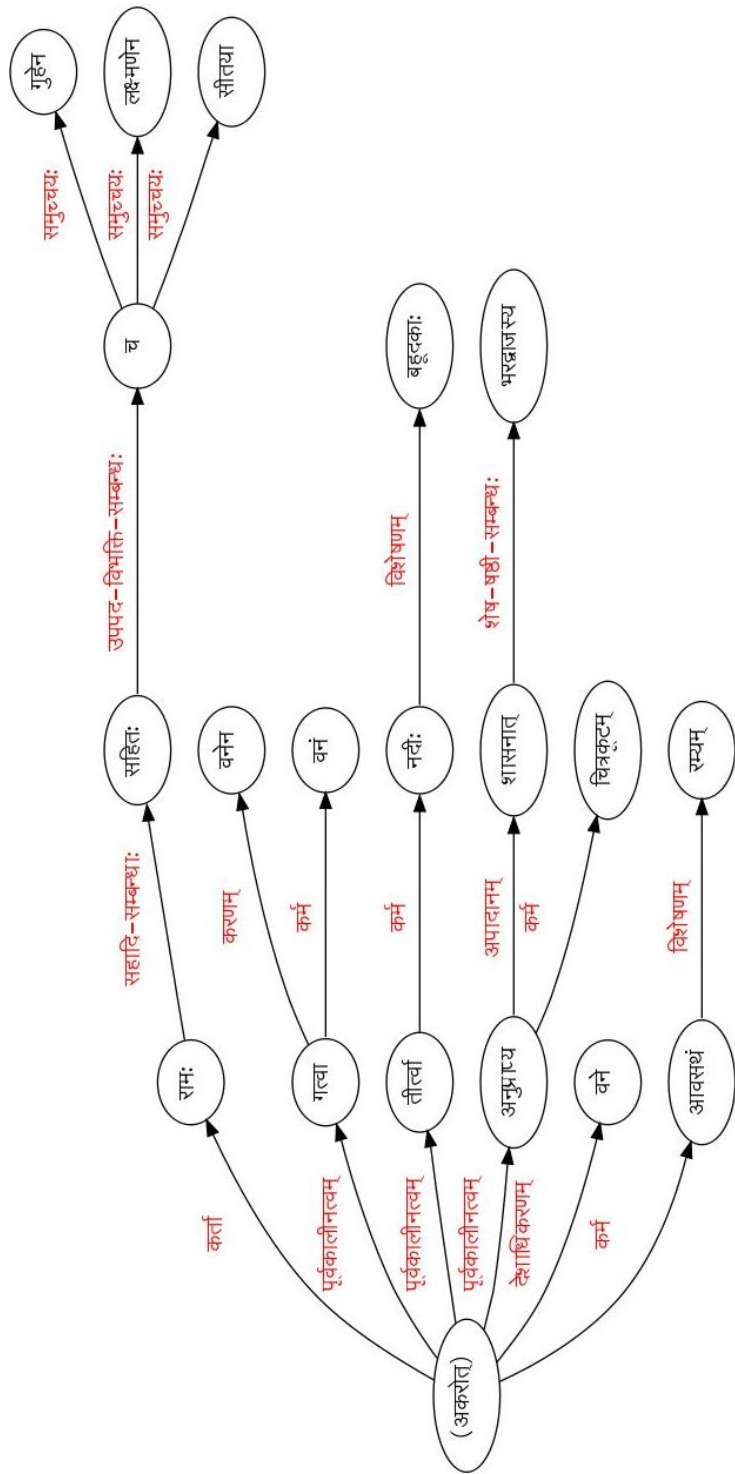 (अकरोत्)
कर्ता
पूर्वकालीनत्वम्
पूर्वकालीनत्वम्
पूर्वकालीनत्वम्
देशाधिकरणम्
कर्म
रामः
गत्वा
तीर्त्वा
अनुप्राप्य
वने
आवसथं
सहादि-सम्बन्धाः
करणम्
कर्म
कर्म
अपादानम्
कर्म
विशेषणम्
सहितः
वनेन
वनं
नदीः
शासनात्
चित्रकूटम्
रम्यम्
उपपद-विभक्ति-सम्बन्धः
विशेषणम्
शेष-षष्ठी-सम्बन्धः
च
बहूदकाः
भरद्वाजस्य
समुच्चयः
समुच्चयः
समुच्चयः
गुहेन
लक्ष्मणेन
सीतया